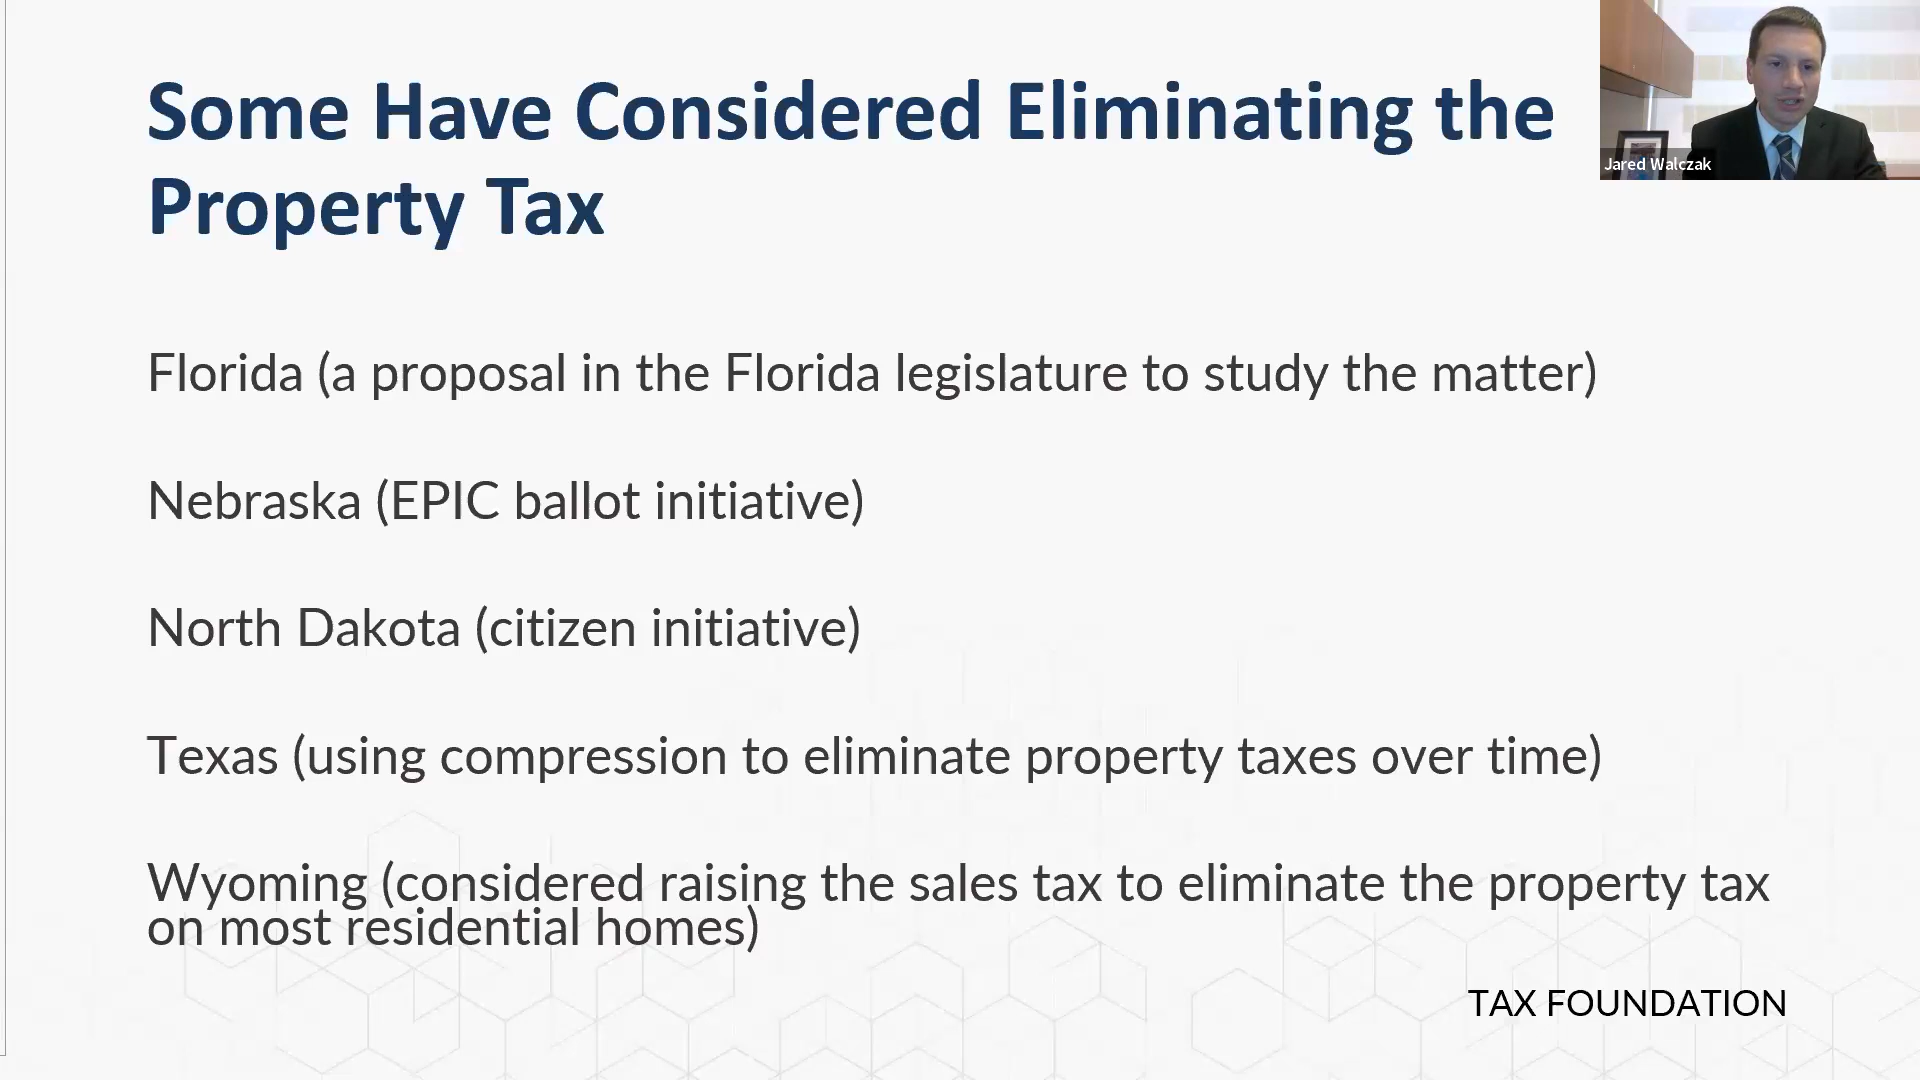 Some Have Considered Eliminating the
Property Tax
Jared Walczak
Florida (a proposal in the Florida legislature to study the matter)
Nebraska (EPIC ballot initiative)
North Dakota (citizen initiative)
Texas (using compression to eliminate property taxes over time)
Wyoming (considered raising the sales tax to eliminate the property tax
on most residential homes)
TAX FOUNDATION